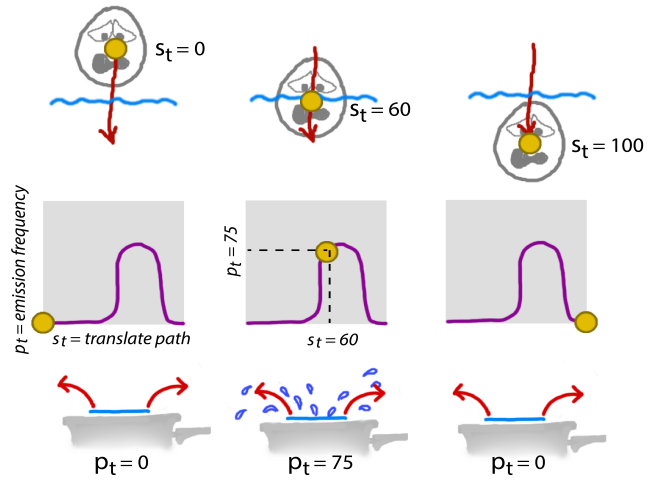 sₜ = 0
sₜ = 60
sₜ = 100
pₜ = emission frequency
sₜ = translate path
pₜ = 75
sₜ = 60
pₜ = 0
pₜ = 75
pₜ = 0